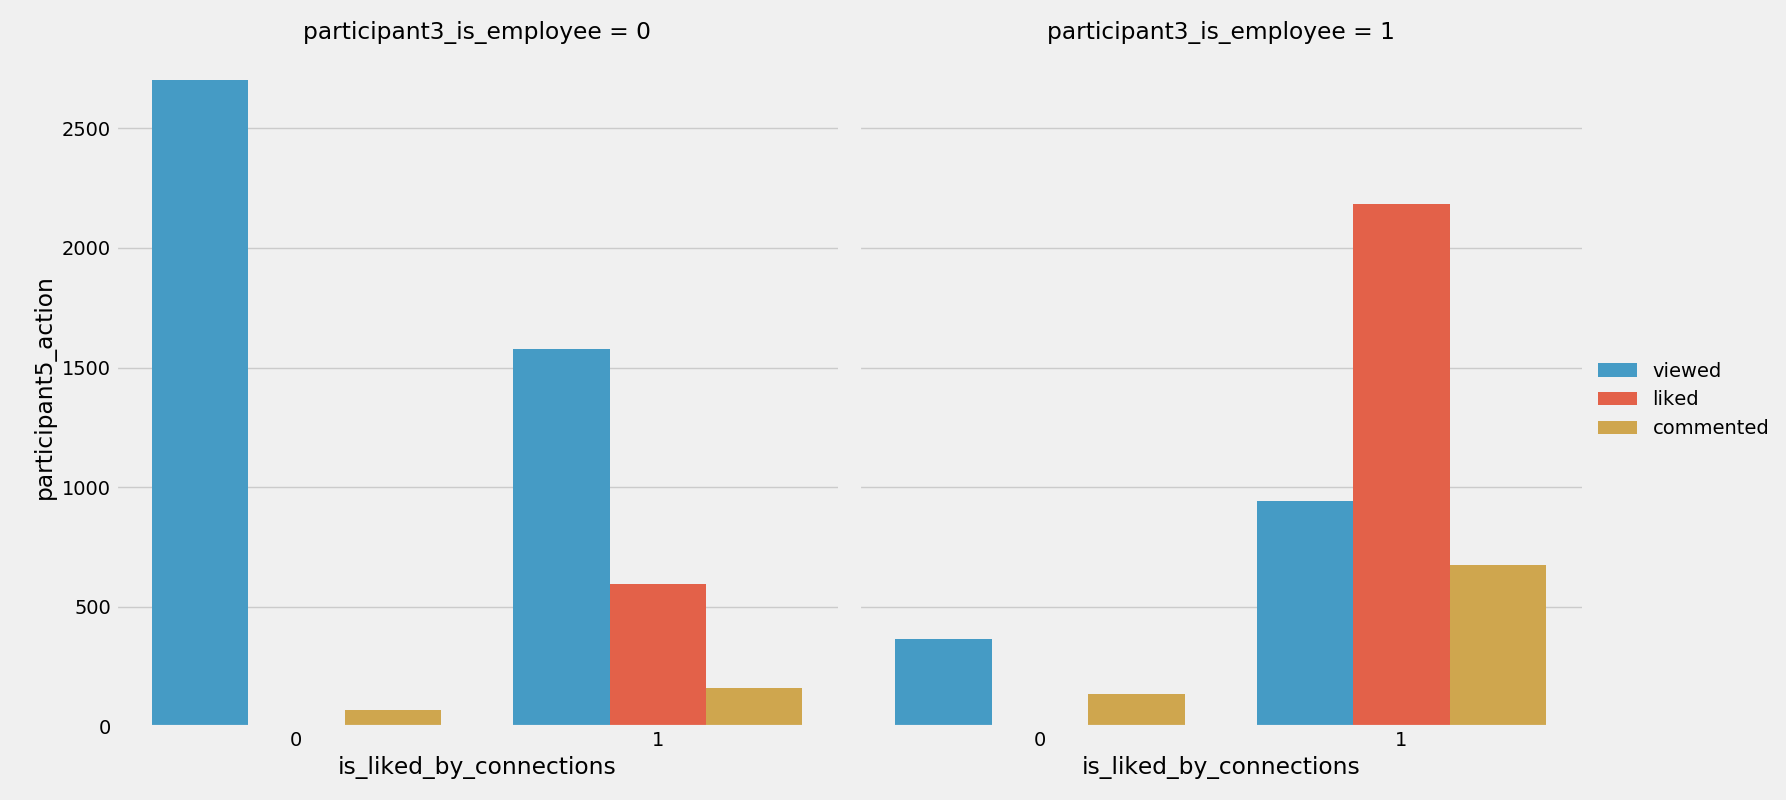 participant3_is_employee = 0
participant3_is_employee = 1
participant5_action
2500
2000
1500
1000
500
0
0
1
0
1
is_liked_by_connections
is_liked_by_connections
viewed
liked
commented